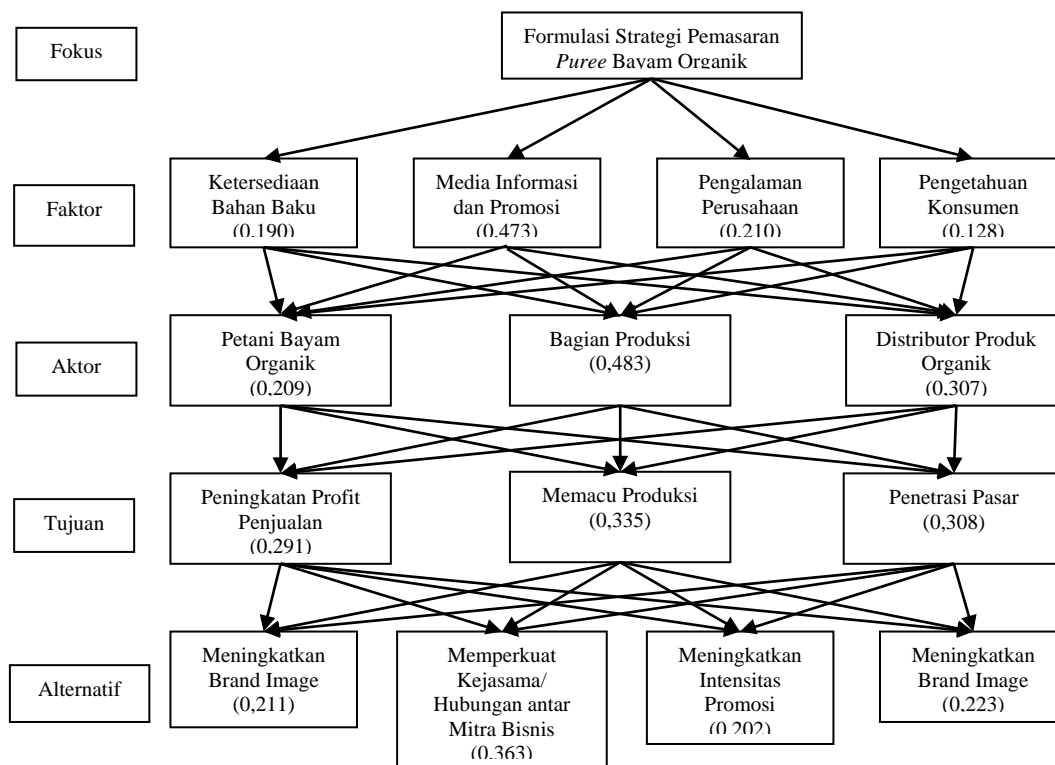 Fokus
Formulasi Strategi Pemasaran
Puree Bayam Organik
Faktor
Ketersediaan
Bahan Baku
(0,190)
Media Informasi
dan Promosi
(0,473)
Pengalaman
Perusahaan
(0,210)
Pengetahuan
Konsumen
(0,128)
Aktor
Petani Bayam
Organik
(0,209)
Bagian Produksi
(0,483)
Distributor Produk
Organik
(0,307)
Tujuan
Peningkatan Profit
Penjualan
(0,291)
Memacu Produksi
(0,335)
Penetrasi Pasar
(0,308)
Alternatif
Meningkatkan
Brand Image
(0,211)
Memperkuat
Kejasama/
Hubungan antar
Mitra Bisnis
(0,363)
Meningkatkan
Intensitas
Promosi
(0,202)
Meningkatkan
Brand Image
(0,223)